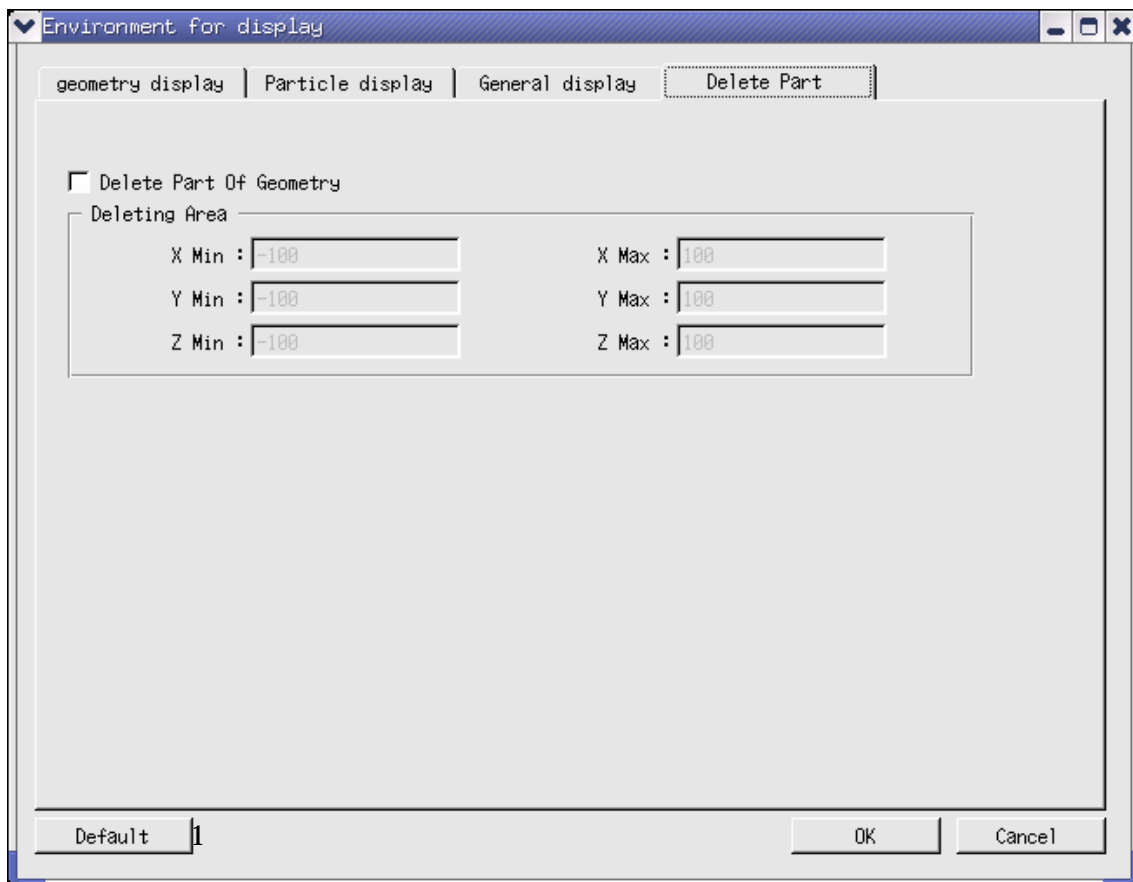 Environment for display
geometry display Particle display General display Delete Part
Delete Part Of Geometry
Deleting Area
X Min : -100 X Max : 100
Y Min : -100 Y Max : 100
Z Min : -100 Z Max : 100
Default 1 OK Cancel